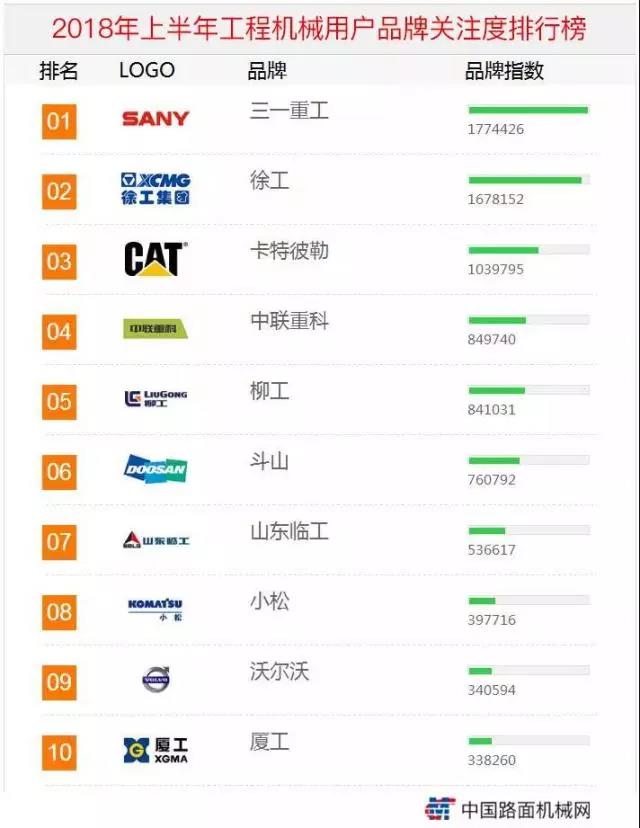 2018年上半年工程机械用户品牌关注度排行榜
排名 LOGO 品牌 品牌指数
01 SANY 三一重工
1774426
02 XCMG 徐工集团 徐工
1678152
03 CAT 卡特彼勒
1039795
04 中联重科 中联重科
849740
05 LIUGONG 柳工 柳工
841031
06 DOOSAN 斗山
760792
07 SDLG 山东临工 山东临工
536617
08 KOMATSU 小松 小松
397716
09 VOLVO 沃尔沃
340594
10 厦工 XGMA 厦工
338260
中国路面机械网